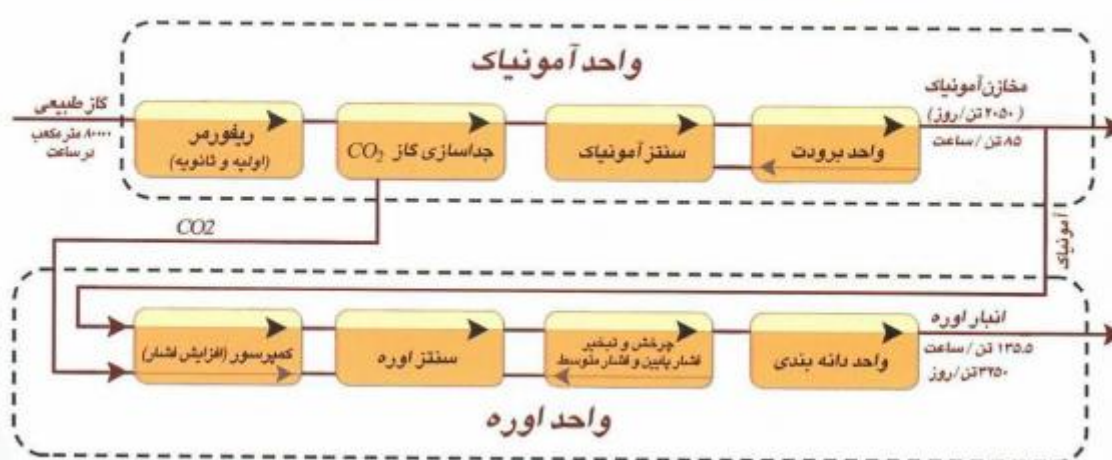 واحد آمونیاک
گاز طبیعی
۸۰۰۰۰ متر مکعب
در ساعت
ریفورمر
(اولیه و ثانویه)
جداسازی گاز CO2
سنتز آمونیاک
واحد برودت
مخازن آمونیاک
(۲۰۵۰ تن/روز)
۸۵ تن/ساعت
CO2
آمونیاک
کمپرسور (افزایش فشار)
سنتز اوره
چرخش و تبخیر
فشار پایین و فشار متوسط
واحد دانه بندی
انبار اوره
۱۳۵.۵ تن/ساعت
۳۲۵۰ تن/روز
واحد اوره